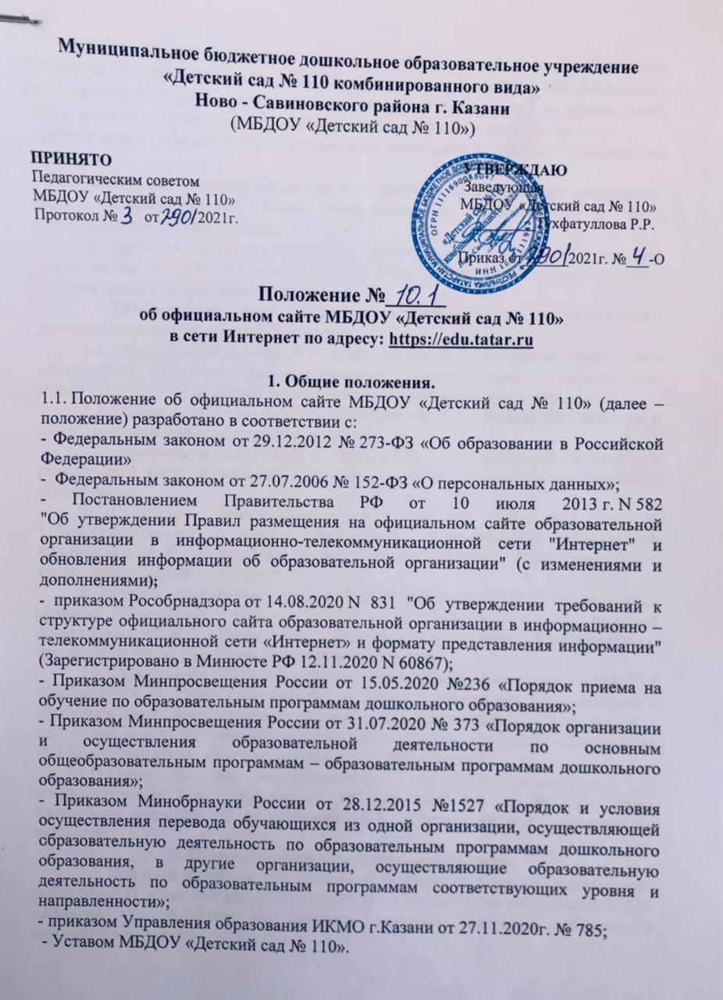 Муниципальное бюджетное дошкольное образовательное учреждение
«Детский сад № 110 комбинированного вида»
Ново - Савиновского района г. Казани
(МБДОУ «Детский сад № 110»)
ПРИНЯТО
Педагогическим советом
МБДОУ «Детский сад № 110»
Протокол № 3 от 2901 2021г.
УТВЕРЖДАЮ
Заведующая
МБДОУ «Детский сад № 110»
Тухфатуллова Р.Р.
Приказ от 2901 2021г. № 4 -О
Положение № 10.1
об официальном сайте МБДОУ «Детский сад № 110»
в сети Интернет по адресу: https://edu.tatar.ru
1. Общие положения.
1.1. Положение об официальном сайте МБДОУ «Детский сад № 110» (далее –
положение) разработано в соответствии с:
- Федеральным законом от 29.12.2012 № 273-ФЗ «Об образовании в Российской
Федерации»
- Федеральным законом от 27.07.2006 № 152-ФЗ «О персональных данных»;
- Постановлением Правительства РФ от 10 июля 2013 г. N 582
"Об утверждении Правил размещения на официальном сайте образовательной
организации в информационно-телекоммуникационной сети "Интернет" и
обновления информации об образовательной организации" (с изменениями и
дополнениями);
- приказом Рособрнадзора от 14.08.2020 N 831 "Об утверждении требований к
структуре официального сайта образовательной организации в информационно –
телекоммуникационной сети «Интернет» и формату представления информации"
(Зарегистрировано в Минюсте РФ 12.11.2020 N 60867);
- Приказом Минпросвещения России от 15.05.2020 №236 «Порядок приема на
обучение по образовательным программам дошкольного образования»;
- Приказом Минпросвещения России от 31.07.2020 № 373 «Порядок организации
и осуществления образовательной деятельности по основным
общеобразовательным программам – образовательным программам дошкольного
образования»;
- Приказом Минобрнауки России от 28.12.2015 №1527 «Порядок и условия
осуществления перевода обучающихся из одной организации, осуществляющей
образовательную деятельность по образовательным программам дошкольного
образования, в другие организации, осуществляющие образовательную
деятельность по образовательным программам соответствующих уровня и
направленности»;
- приказом Управления образования ИКМО г.Казани от 27.11.2020г. № 785;
- Уставом МБДОУ «Детский сад № 110».